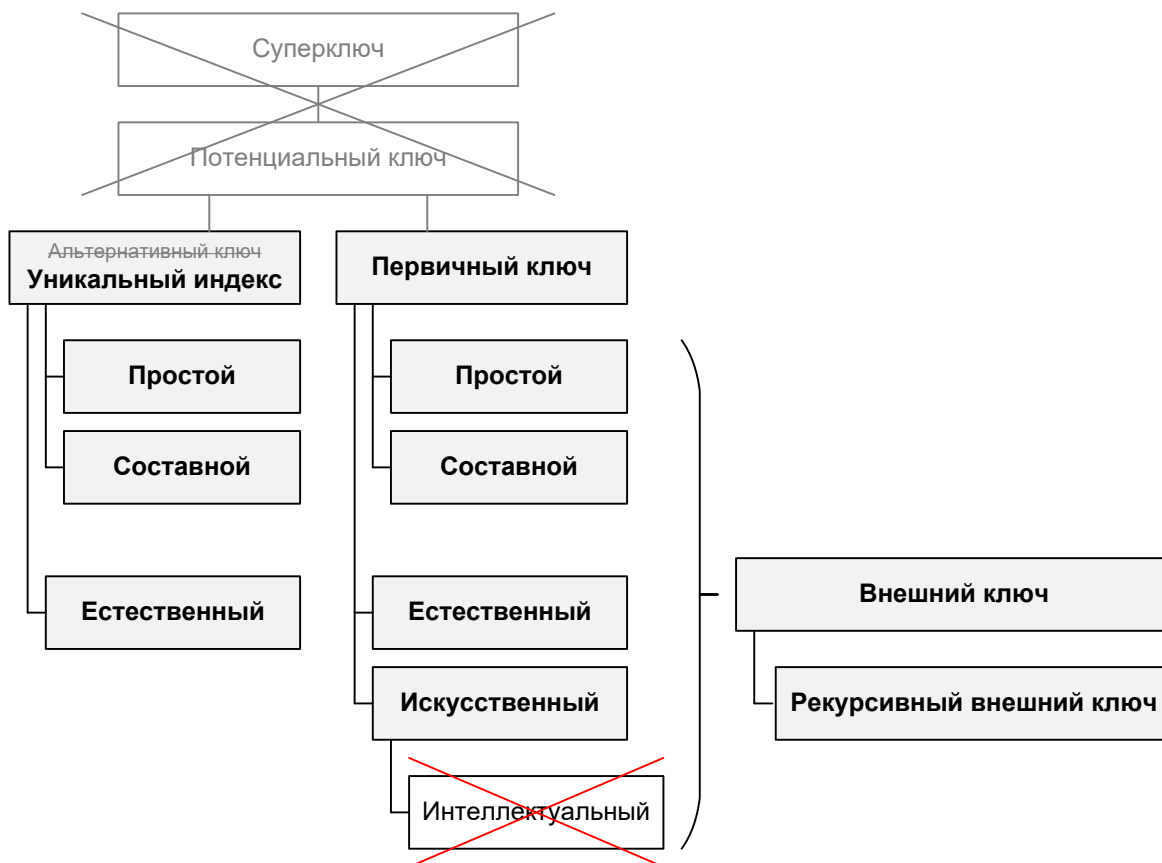 Суперключ
Потенциальный ключ
Альтернативный ключ
Уникальный индекс
Простой
Составной
Естественный
Первичный ключ
Простой
Составной
Естественный
Искусственный
Интеллектуальный
Внешний ключ
Рекурсивный внешний ключ